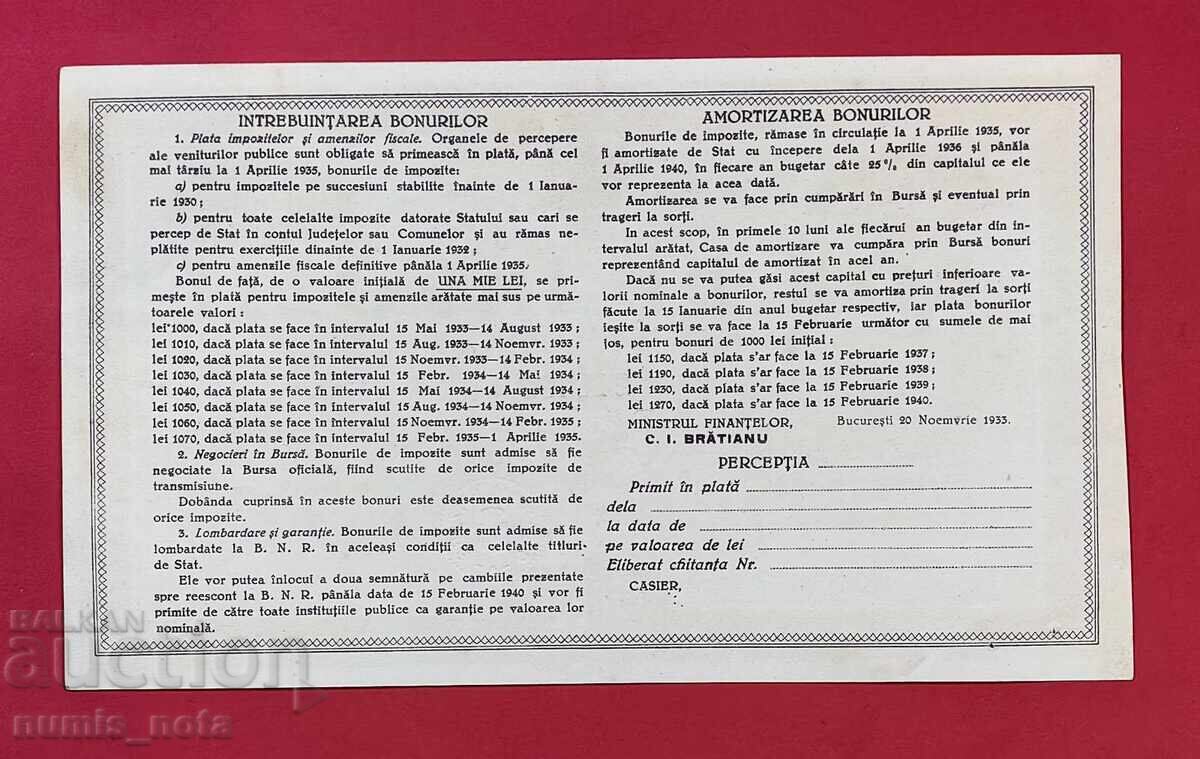 INTREBUINȚAREA BONURILOR
1. Plata impozitelor și amenzilor fiscale. Organele de percepere
ale veniturilor publice sunt obligate să primească în plată, până cel
mai târziu la 1 Aprilie 1935, bonurile de impozite:
a) pentru impozitele pe succesiuni stabilite înainte de 1 Ianua-
rie 1930;
b) pentru toate celelalte impozite datorate Statului sau cari se
percep de Stat în contul Județelor sau Comunelor și au rămas ne-
plătite pentru exercițiile dinainte de 1 Ianuarie 1932;
c) pentru amenzile fiscale definitive pânăla 1 Aprilie 1935.
Bonul de față, de o valoare inițială de UNA MIE LEI, se pri-
mește în plată pentru impozitele și amenzile arătate mai sus pe urmă-
toarele valori:
lei 1000, dacă plata se face în intervalul 15 Mai 1933—14 August 1933;
lei 1010, dacă plata se face în intervalul 15 Aug. 1933—14 Noemvr. 1933;
lei 1020, dacă plata se face în intervalul 15 Noemvr. 1933—14 Febr. 1934;
lei 1030, dacă plata se face în intervalul 15 Febr. 1934—14 Mai 1934;
lei 1040, dacă plata se face în intervalul 15 Mai 1934—14 August 1934;
lei 1050, dacă plata se face în intervalul 15 Aug. 1934—14 Noemvr. 1934;
lei 1060, dacă plata se face în intervalul 15 Noemvr. 1934—14 Febr. 1935;
lei 1070, dacă plata se face în intervalul 15 Febr. 1935—1 Aprilie 1935.
2. Negocieri în Bursă. Bonurile de impozite sunt admise să fie
negociate la Bursa oficială, fiind scutite de orice impozite de
transmisiune.
Dobânda cuprinsă în aceste bonuri este deasemenea scutită de
orice impozite.
3. Lombardare și garanție. Bonurile de impozite sunt admise să fie
lombardate la B. N. R. în aceleași condiții ca celelalte titluri
de Stat.
Ele vor putea înlocui a doua semnătură pe cambiile prezentate
spre reescont la B. N. R. pânăla data de 15 Februarie 1940 și vor fi
primite de către toate instituțiile publice ca garanție pe valoarea lor
nominală.
AMORTIZAREA BONURILOR
Bonurile de impozite, rămase în circulație la 1 Aprilie 1935, vor
fi amortizate de Stat cu începere dela 1 Aprilie 1936 și pânăla
1 Aprilie 1940, în fiecare an bugetar câte 25% din capitalul ce ele
vor reprezenta la acea dată.
Amortizarea se va face prin cumpărări în Bursă și eventual prin
trageri la sorți.
In acest scop, în primele 10 luni ale fiecărui an bugetar din in-
tervalul arătat, Casa de amortizare va cumpăra prin Bursă bonuri
reprezentând capitalul de amortizat în acel an.
Dacă nu se va putea găsi acest capital cu prețuri inferioare va-
lorii nominale a bonurilor, restul se va amortiza prin trageri la sorți
făcute la 15 Ianuarie din anul bugetar respectiv, iar plata bonurilor
ieșite la sorți se va face la 15 Februarie următor cu sumele de mai
jos, pentru bonuri de 1000 lei inițial:
lei 1150, dacă plata s'ar face la 15 Februarie 1937;
lei 1190, dacă plata s'ar face la 15 Februarie 1938;
lei 1230, dacă plata s'ar face la 15 Februarie 1939;
lei 1270, dacă plata s'ar face la 15 Februarie 1940.
MINISTRUL FINANȚELOR, București 20 Noemvrie 1933.
C. I. BRĂTIANU
PERCEPȚIA
Primit în plată
dela
la data de
pe valoarea de lei
Eliberat chitanța Nr.
CASIER,
BALKAN
auction
numis_nota